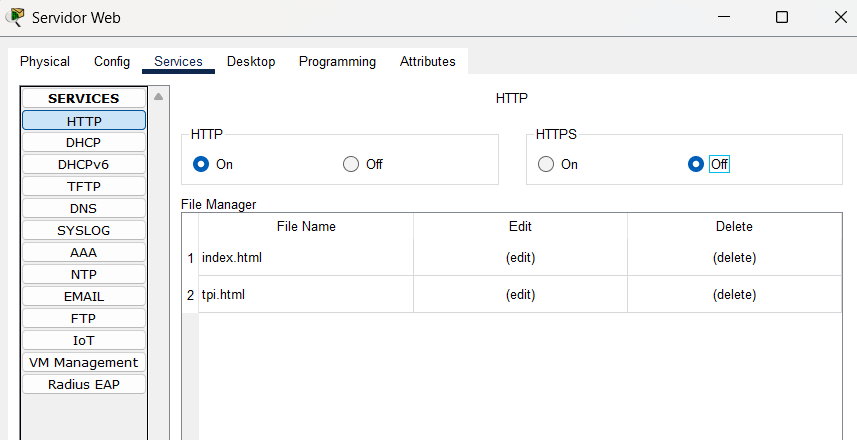 Servidor Web
Physical Config Services Desktop Programming Attributes
SERVICES
HTTP
DHCP
DHCPv6
TFTP
DNS
SYSLOG
AAA
NTP
EMAIL
FTP
IoT
VM Management
Radius EAP
HTTP
HTTP
On Off
HTTPS
On Off
File Manager
File Name Edit Delete
1 index.html (edit) (delete)
2 tpi.html (edit) (delete)